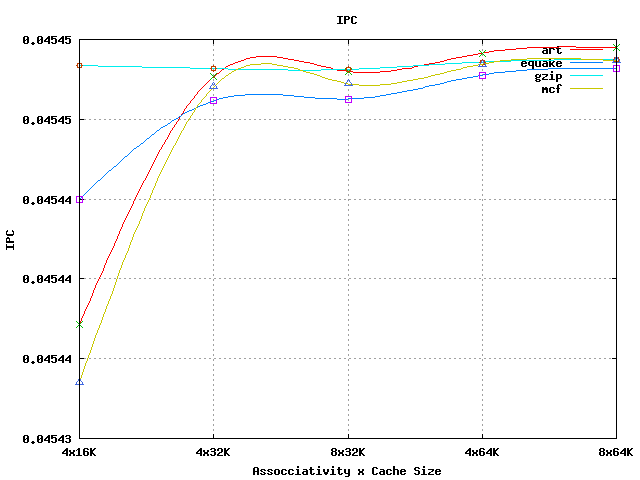 IPC
0.04545
0.04545
0.04544
0.04544
0.04544
0.04543
IPC
art
equake
gzip
mcf
4x16K 4x32K 8x32K 4x64K 8x64K
Assocciativity x Cache Size